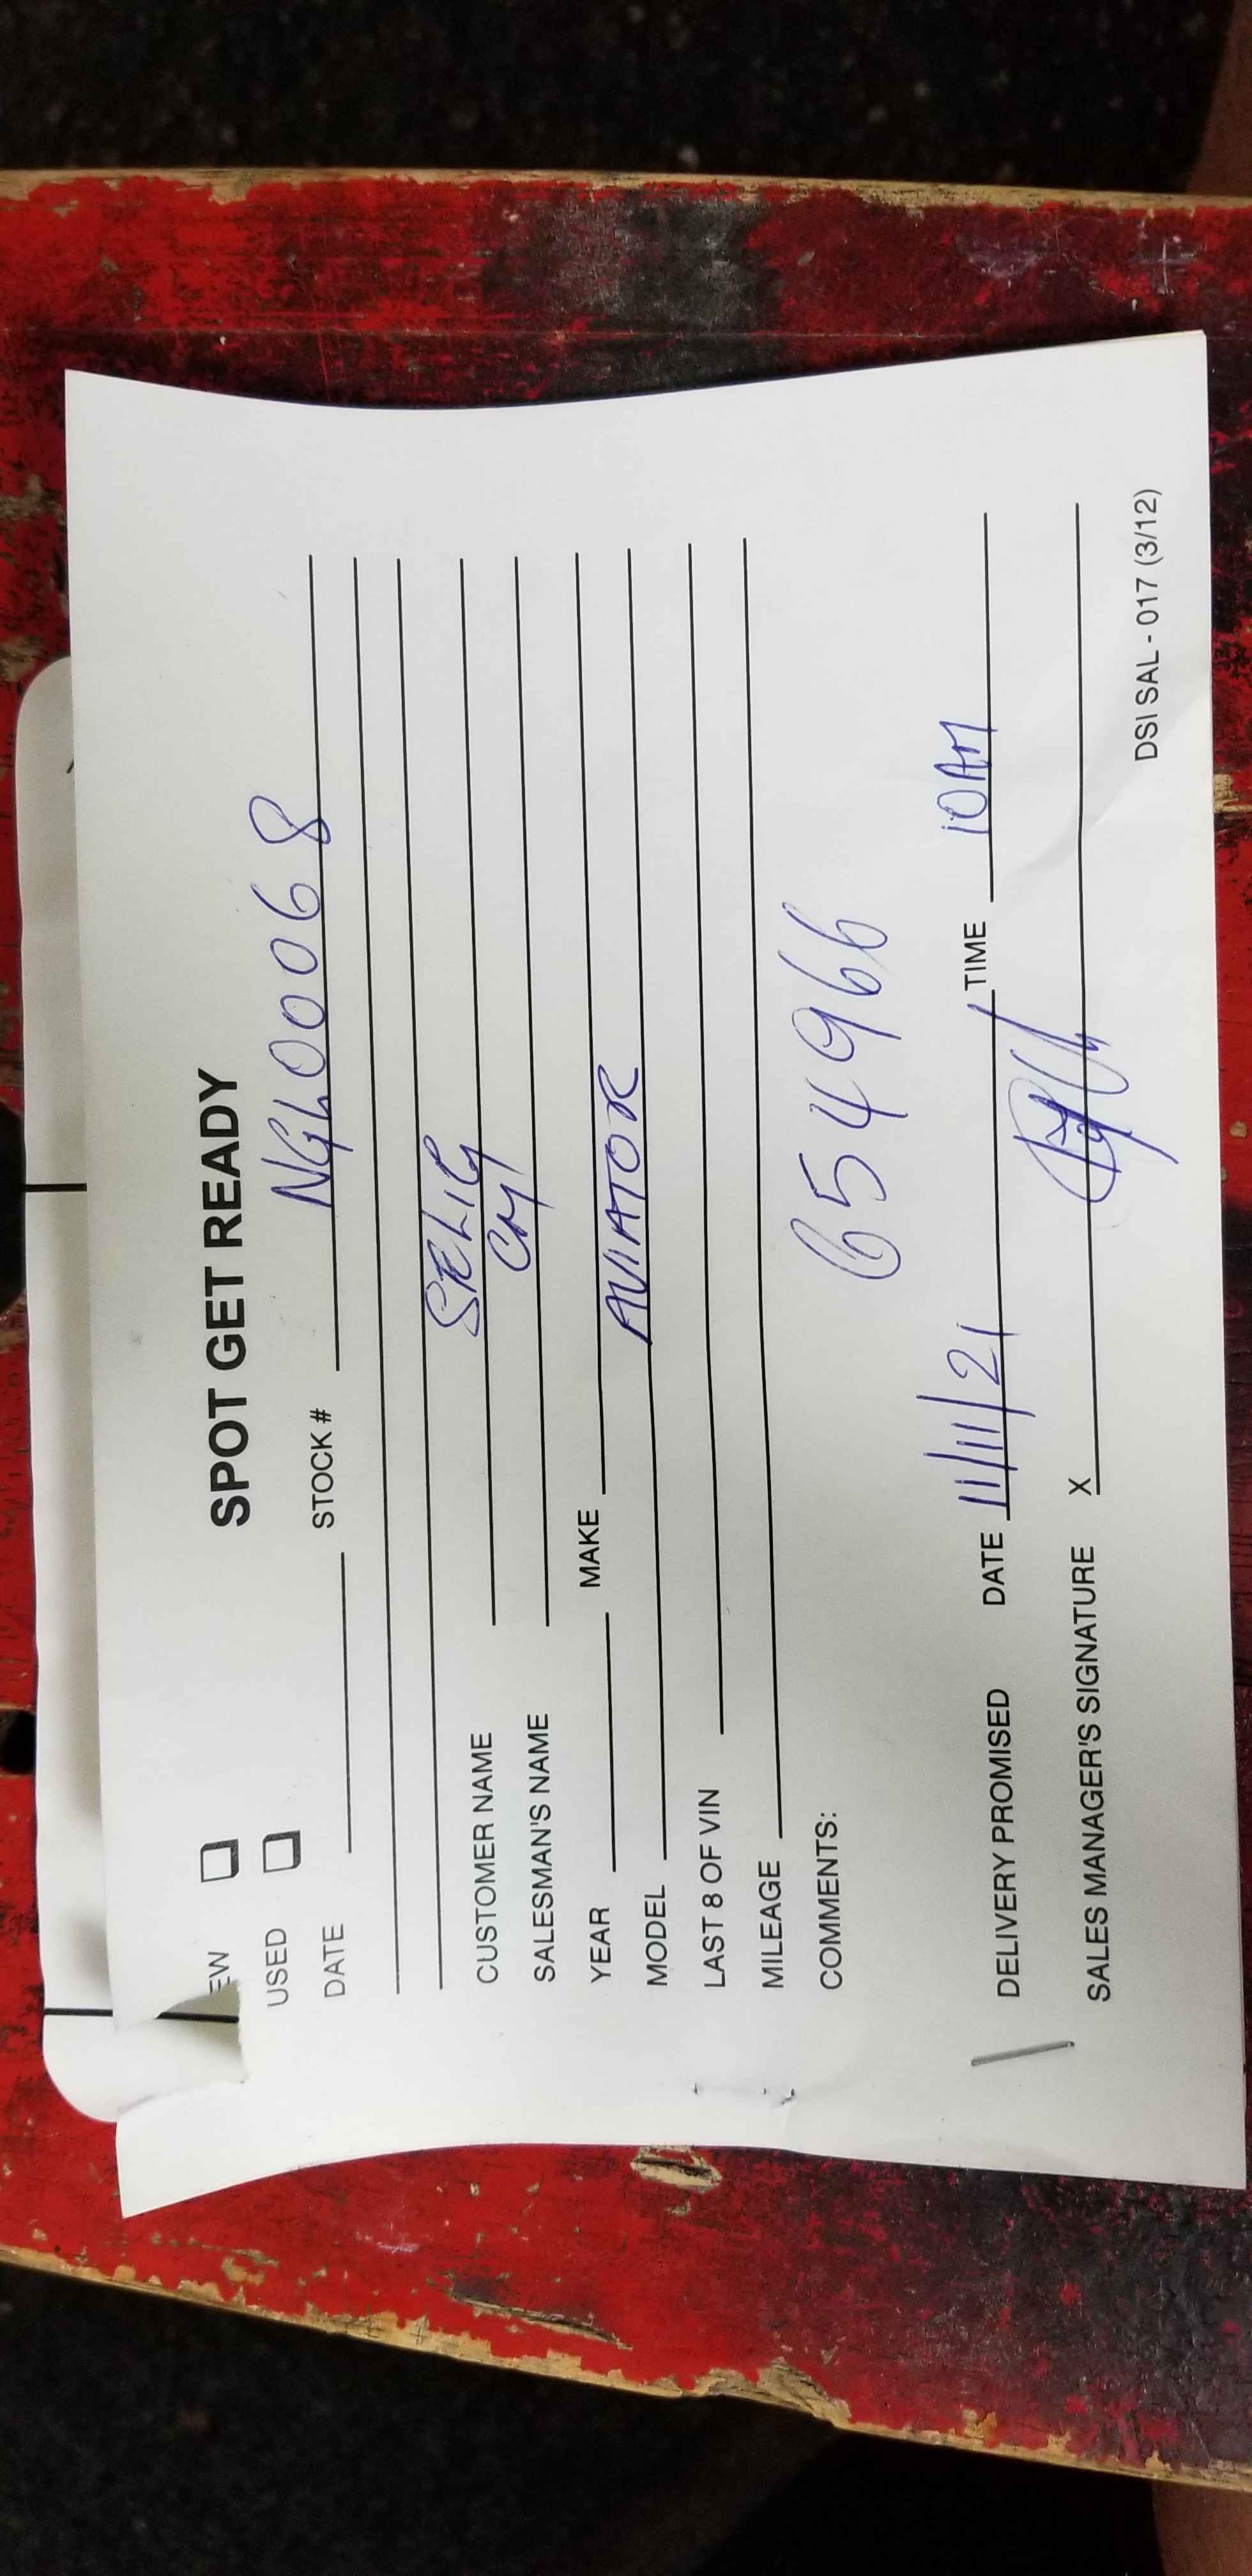 SPOT GET READY
EW
USED
DATE STOCK # NGL00068
CUSTOMER NAME SELIG
SALESMAN'S NAME CM
YEAR MAKE
MODEL AVIATOR
LAST 8 OF VIN
MILEAGE
COMMENTS:
654966
DELIVERY PROMISED DATE 11/11/21 TIME 10AM
SALES MANAGER'S SIGNATURE X
DSI SAL - 017 (3/12)